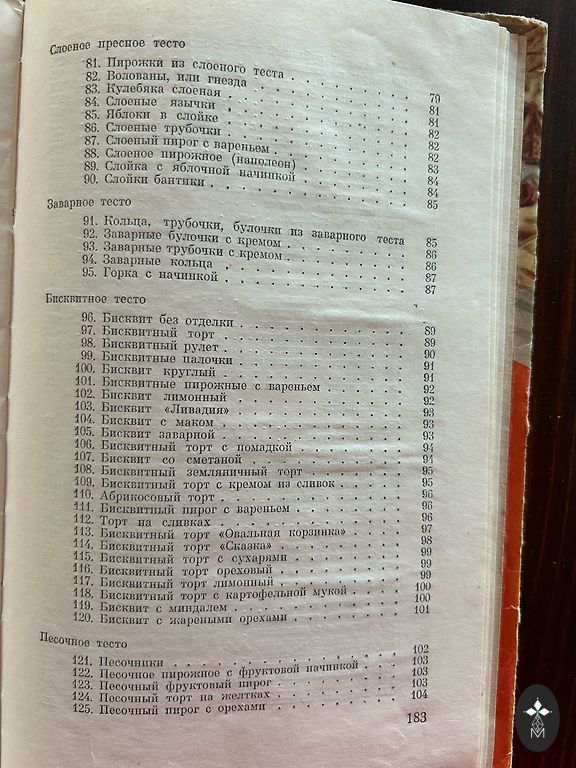 Слоеное пресное тесто
81. Пирожки из слоеного теста . . . . . . 79
82. Волованы, или гнезда . . . . . . 81
83. Кулебяка слоеная . . . . . . 81
84. Слоеные язычки . . . . . . 82
85. Яблоки в слойке . . . . . . 82
86. Слоеные трубочки . . . . . . 82
87. Слоеный пирог с вареньем . . . . . . 83
88. Слоеное пирожное (наполеон) . . . . . . 84
89. Слойка с яблочной начинкой . . . . . . 84
90. Слойки бантики . . . . . . 85
Заварное тесто
91. Кольца, трубочки, булочки из заварного теста 85
92. Заварные булочки с кремом . . . . . . 86
93. Заварные трубочки с кремом . . . . . . 86
94. Заварные кольца . . . . . . 87
95. Горка с начинкой . . . . . . 87
Бисквитное тесто
96. Бисквит без отделки . . . . . . 89
97. Бисквитный торт . . . . . . 89
98. Бисквитный рулет . . . . . . 90
99. Бисквитные палочки . . . . . . 91
100. Бисквит круглый . . . . . . 91
101. Бисквитные пирожные с вареньем . . . . . . 92
102. Бисквит лимонный . . . . . . 92
103. Бисквит «Ливадия» . . . . . . 93
104. Бисквит с маком . . . . . . 93
105. Бисквит заварной . . . . . . 93
106. Бисквитный торт с помадкой . . . . . . 94
107. Бисквит со сметаной . . . . . . 94
108. Бисквитный земляничный торт . . . . . . 95
109. Бисквитный торт с кремом из сливок . . . . . . 95
110. Абрикосовый торт . . . . . . 96
111. Бисквитный пирог с вареньем . . . . . . 96
112. Торт на сливках . . . . . . 96
113. Бисквитный торт «Овальная корзинка» . . . . . . 97
114. Бисквитный торт «Сказка» . . . . . . 98
115. Бисквитный торт с сухарями . . . . . . 99
116. Бисквитный торт ореховый . . . . . . 99
117. Бисквитный торт лимонный . . . . . . 99
118. Бисквитный торт с картофельной мукой . . . . . . 100
119. Бисквит с миндалем . . . . . . 100
120. Бисквит с жареными орехами . . . . . . 101
Песочное тесто
121. Песочники . . . . . . 102
122. Песочное пирожное с фруктовой начинкой . . . . . . 103
123. Песочный фруктовый пирог . . . . . . 103
124. Песочный торт на желтках . . . . . . 103
125. Песочный пирог с орехами . . . . . . 104
183
M